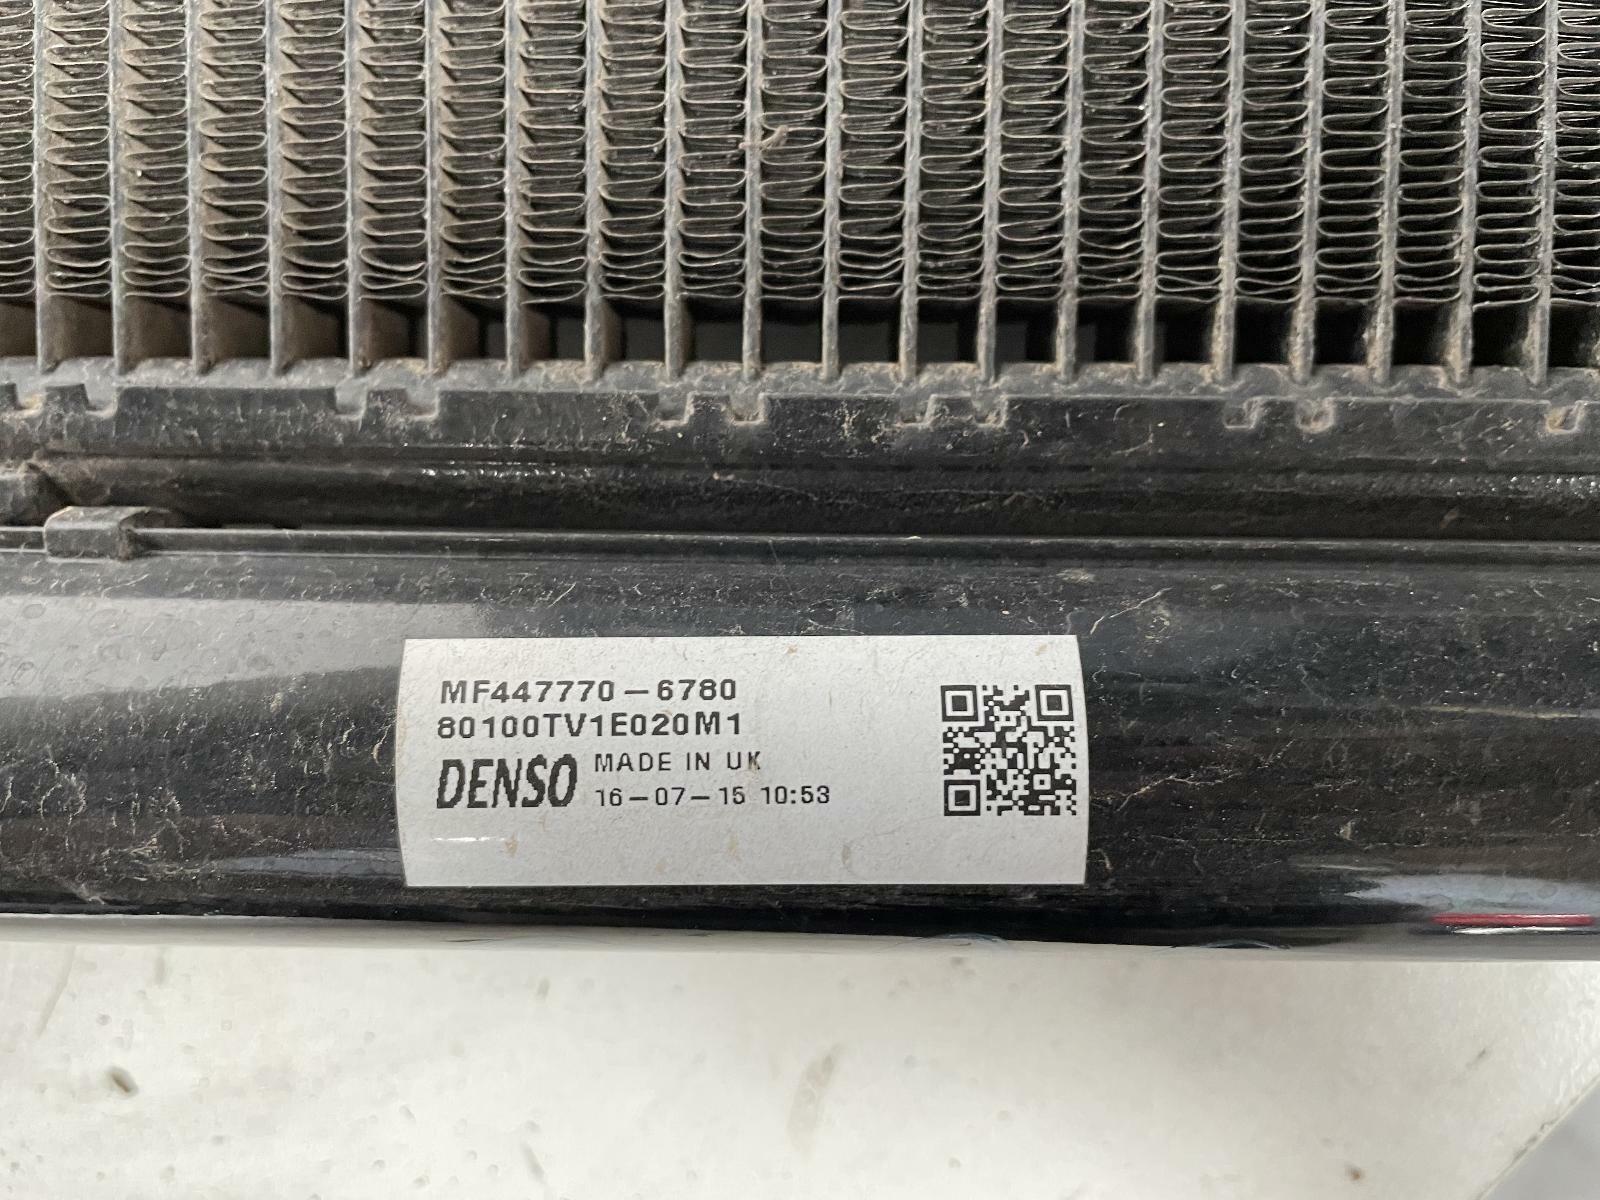 MF447770-6780
80100TV1E020M1
DENSO MADE IN UK
16-07-15 10:53